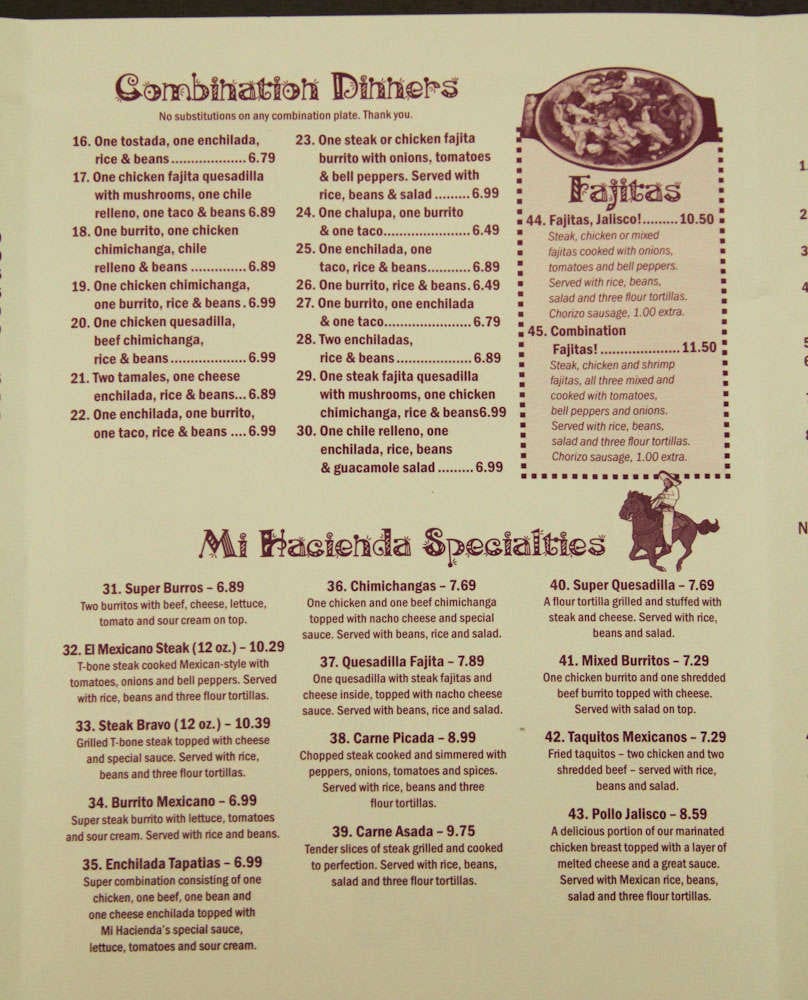 Combination Dinners
No substitutions on any combination plate. Thank you.
16. One tostada, one enchilada,
rice & beans...................6.79
17. One chicken fajita quesadilla
with mushrooms, one chile
relleno, one taco & beans 6.89
18. One burrito, one chicken
chimichanga, chile
relleno & beans ..............6.89
19. One chicken chimichanga,
one burrito, rice & beans.6.99
20. One chicken quesadilla,
beef chimichanga,
rice & beans...................6.99
21. Two tamales, one cheese
enchilada, rice & beans...6.89
22. One enchilada, one burrito,
one taco, rice & beans ....6.99
23. One steak or chicken fajita
burrito with onions, tomatoes
& bell peppers. Served with
rice, beans & salad .........6.99
24. One chalupa, one burrito
& one taco......................6.49
25. One enchilada, one
taco, rice & beans...........6.89
26. One burrito, rice & beans.6.49
27. One burrito, one enchilada
& one taco......................6.79
28. Two enchiladas,
rice & beans...................6.89
29. One steak fajita quesadilla
with mushrooms, one chicken
chimichanga, rice & beans6.99
30. One chile relleno, one
enchilada, rice, beans
& guacamole salad .........6.99
Fajitas
44. Fajitas, Jalisco!.........10.50
Steak, chicken or mixed
fajitas cooked with onions,
tomatoes and bell peppers.
Served with rice, beans,
salad and three flour tortillas.
Chorizo sausage, 1.00 extra.
45. Combination
Fajitas! ....................11.50
Steak, chicken and shrimp
fajitas, all three mixed and
cooked with tomatoes,
bell peppers and onions.
Served with rice, beans,
salad and three flour tortillas.
Chorizo sausage, 1.00 extra.
Mi Hacienda Specialties
31. Super Burros – 6.89
Two burritos with beef, cheese, lettuce,
tomato and sour cream on top.
32. El Mexicano Steak (12 oz.) – 10.29
T-bone steak cooked Mexican-style with
tomatoes, onions and bell peppers. Served
with rice, beans and three flour tortillas.
33. Steak Bravo (12 oz.) – 10.39
Grilled T-bone steak topped with cheese
and special sauce. Served with rice,
beans and three flour tortillas.
34. Burrito Mexicano – 6.99
Super steak burrito with lettuce, tomatoes
and sour cream. Served with rice and beans.
35. Enchilada Tapatias – 6.99
Super combination consisting of one
chicken, one beef, one bean and
one cheese enchilada topped with
Mi Hacienda's special sauce,
lettuce, tomatoes and sour cream.
36. Chimichangas – 7.69
One chicken and one beef chimichanga
topped with nacho cheese and special
sauce. Served with beans, rice and salad.
37. Quesadilla Fajita – 7.89
One quesadilla with steak fajitas and
cheese inside, topped with nacho cheese
sauce. Served with beans, rice and salad.
38. Carne Picada – 8.99
Chopped steak cooked and simmered with
peppers, onions, tomatoes and spices.
Served with rice, beans and three
flour tortillas.
39. Carne Asada – 9.75
Tender slices of steak grilled and cooked
to perfection. Served with rice, beans,
salad and three flour tortillas.
40. Super Quesadilla – 7.69
A flour tortilla grilled and stuffed with
steak and cheese. Served with rice,
beans and salad.
41. Mixed Burritos – 7.29
One chicken burrito and one shredded
beef burrito topped with cheese.
Served with salad on top.
42. Taquitos Mexicanos – 7.29
Fried taquitos – two chicken and two
shredded beef – served with rice,
beans and salad.
43. Pollo Jalisco – 8.59
A delicious portion of our marinated
chicken breast topped with a layer of
melted cheese and a great sauce.
Served with Mexican rice, beans,
salad and three flour tortillas.